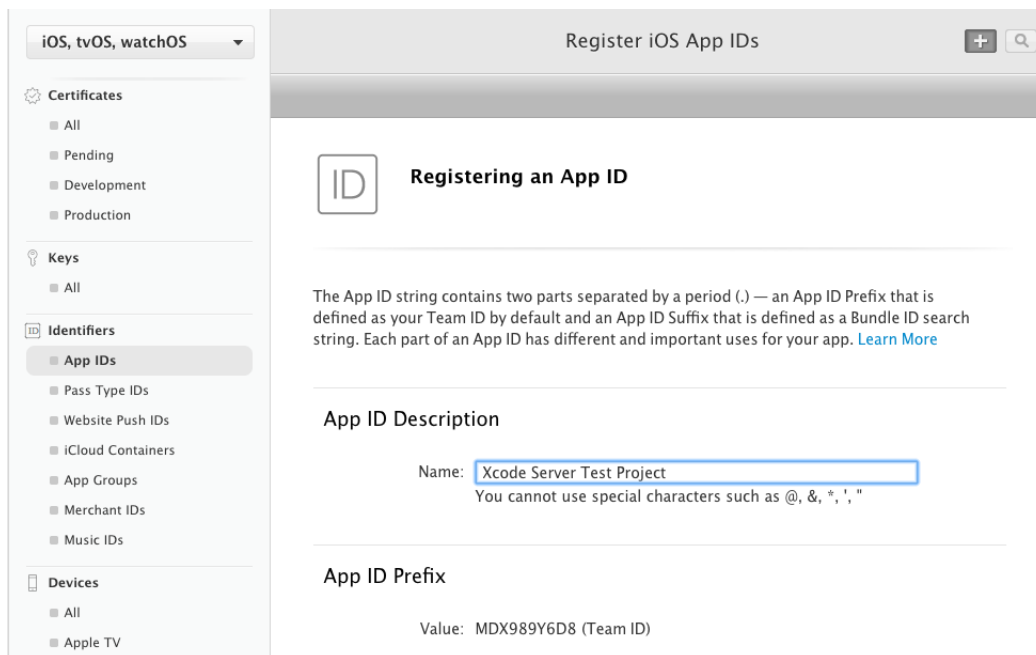 iOS, tvOS, watchOS
Register iOS App IDs
Certificates
All
Pending
Development
Production
Keys
All
ID Identifiers
App IDs
Pass Type IDs
Website Push IDs
iCloud Containers
App Groups
Merchant IDs
Music IDs
Devices
All
Apple TV
ID
Registering an App ID
The App ID string contains two parts separated by a period (.) — an App ID Prefix that is
defined as your Team ID by default and an App ID Suffix that is defined as a Bundle ID search
string. Each part of an App ID has different and important uses for your app. Learn More
App ID Description
Name: Xcode Server Test Project
You cannot use special characters such as @, &, *, ', "
App ID Prefix
Value: MDX989Y6D8 (Team ID)